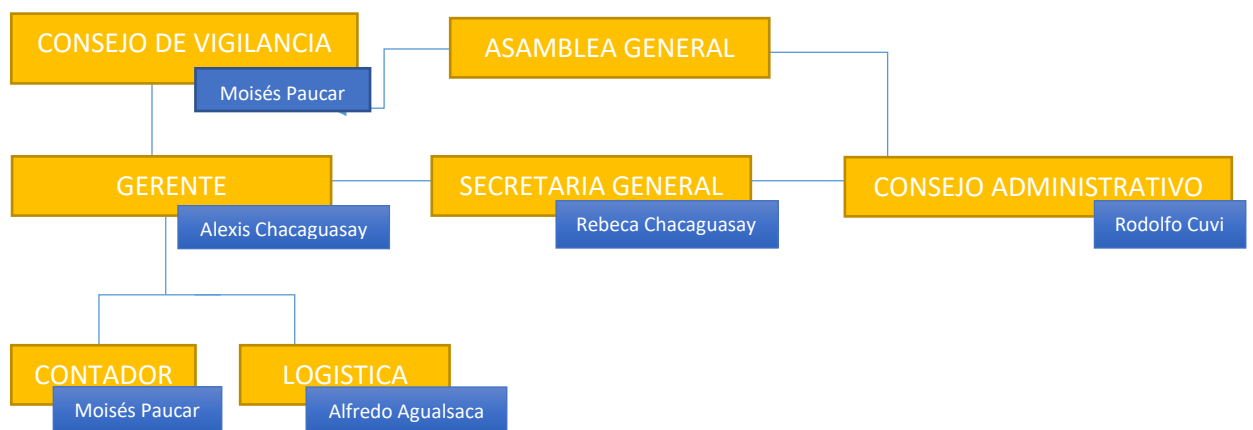 CONSEJO DE VIGILANCIA
Moisés Paucar
ASAMBLEA GENERAL
GERENTE
Alexis Chacaguasay
SECRETARIA GENERAL
Rebeca Chacaguasay
CONSEJO ADMINISTRATIVO
Rodolfo Cuvi
CONTADOR
Moisés Paucar
LOGISTICA
Alfredo Agualsaca